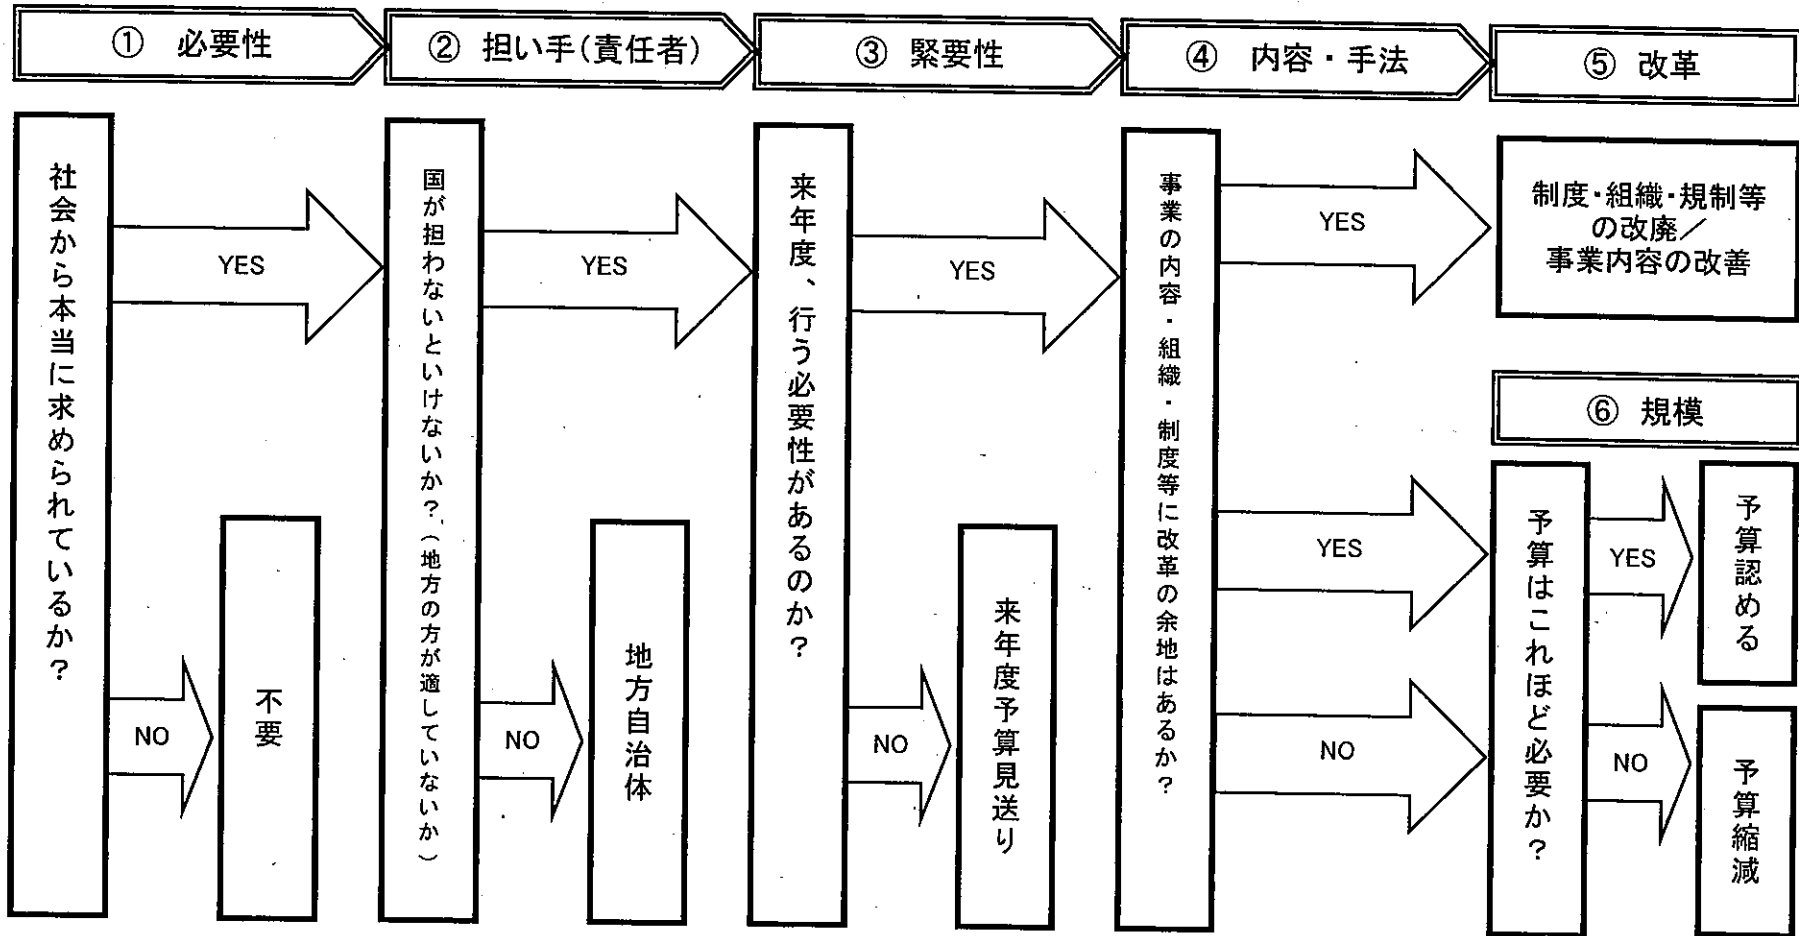 ① 必要性
② 担い手(責任者)
③ 緊要性
④ 内容・手法
⑤ 改革
社会から本当に求められているか?
YES
NO
不要
国が担わないといけないか?(地方の方が適していないか)
YES
NO
地方自治体
来年度、行う必要性があるのか?
YES
NO
来年度予算見送り
事業の内容・組織・制度等に改革の余地はあるか?
YES
制度・組織・規制等
の改廃/
事業内容の改善
YES
NO
⑥ 規模
予算はこれほど必要か?
YES
予算認める
NO
予算縮減